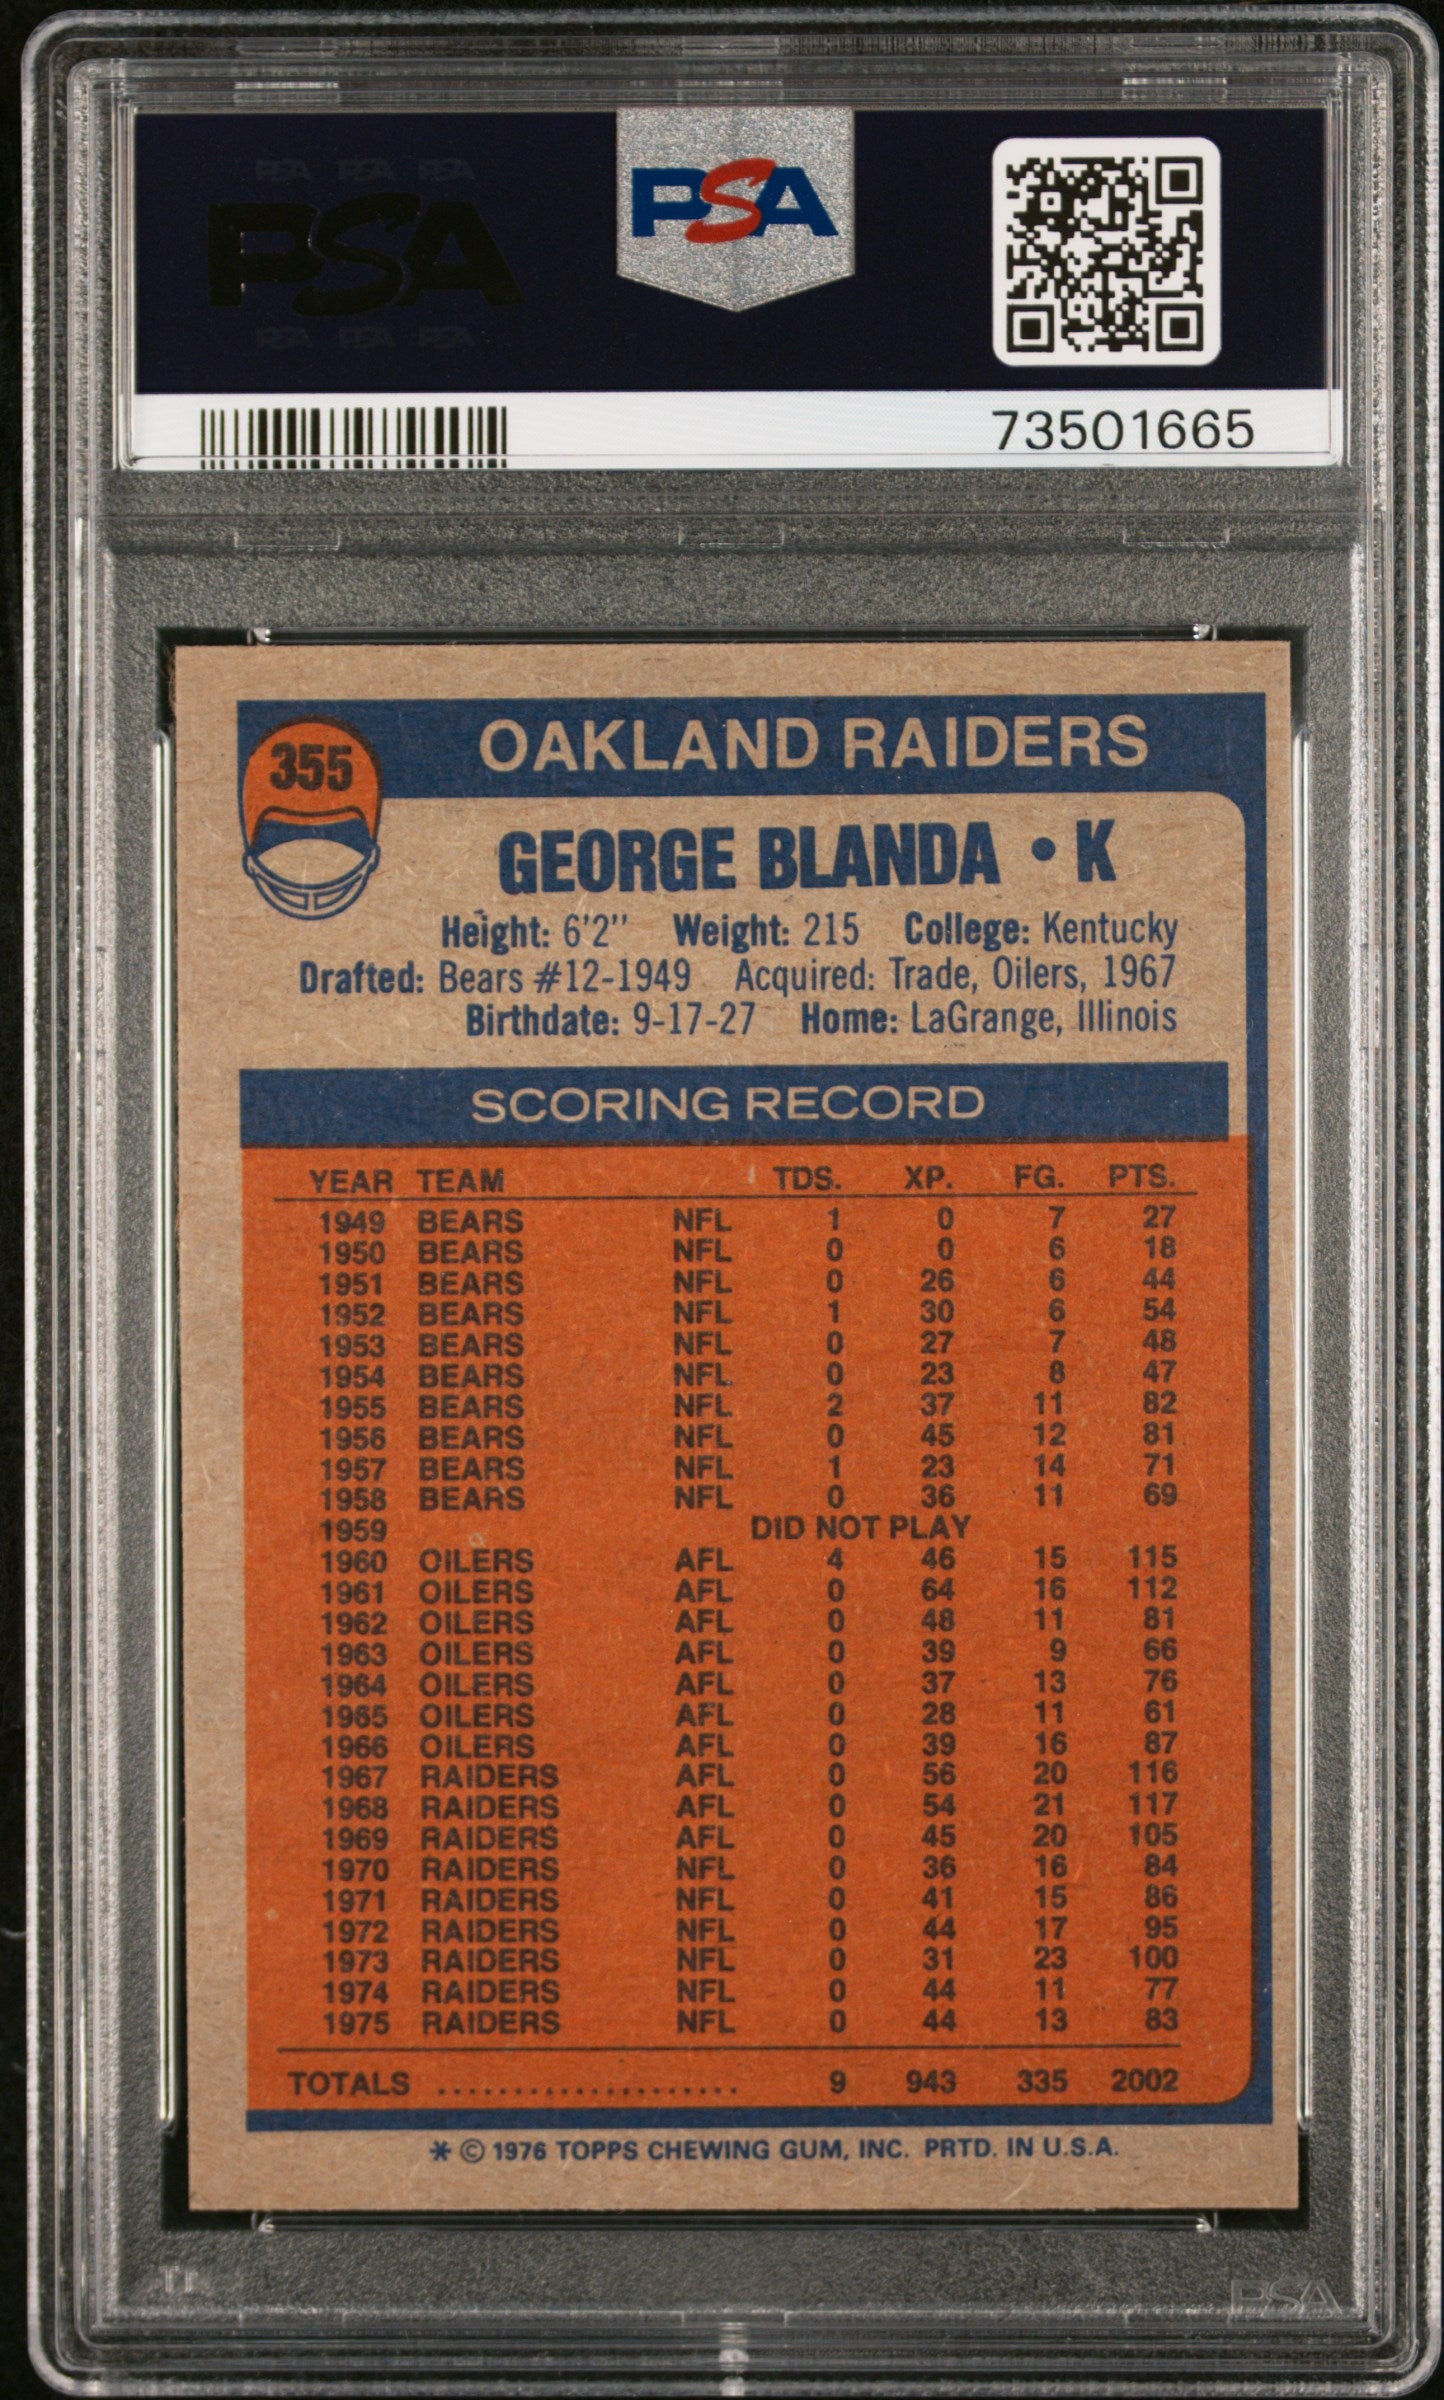 PSA PSA PSA
PSA
PSA PSA PSA
PSA
73501665
355
OAKLAND RAIDERS
GEORGE BLANDA • K
Height: 6'2" Weight: 215 College: Kentucky
Drafted: Bears #12-1949 Acquired: Trade, Oilers, 1967
Birthdate: 9-17-27 Home: LaGrange, Illinois
SCORING RECORD
YEAR TEAM TDS. XP. FG. PTS.
1949 BEARS NFL 1 0 7 27
1950 BEARS NFL 0 0 6 18
1951 BEARS NFL 0 26 6 44
1952 BEARS NFL 1 30 6 54
1953 BEARS NFL 0 27 7 48
1954 BEARS NFL 0 23 8 47
1955 BEARS NFL 2 37 11 82
1956 BEARS NFL 0 45 12 81
1957 BEARS NFL 1 23 14 71
1958 BEARS NFL 0 36 11 69
1959 DID NOT PLAY
1960 OILERS AFL 4 46 15 115
1961 OILERS AFL 0 64 16 112
1962 OILERS AFL 0 48 11 81
1963 OILERS AFL 0 39 9 66
1964 OILERS AFL 0 37 13 76
1965 OILERS AFL 0 28 11 61
1966 OILERS AFL 0 39 16 87
1967 RAIDERS AFL 0 56 20 116
1968 RAIDERS AFL 0 54 21 117
1969 RAIDERS AFL 0 45 20 105
1970 RAIDERS NFL 0 36 16 84
1971 RAIDERS NFL 0 41 15 86
1972 RAIDERS NFL 0 44 17 95
1973 RAIDERS NFL 0 31 23 100
1974 RAIDERS NFL 0 44 11 77
1975 RAIDERS NFL 0 44 13 83
TOTALS .................... 9 943 335 2002
* © 1976 TOPPS CHEWING GUM, INC. PRTD. IN U.S.A.
PSA